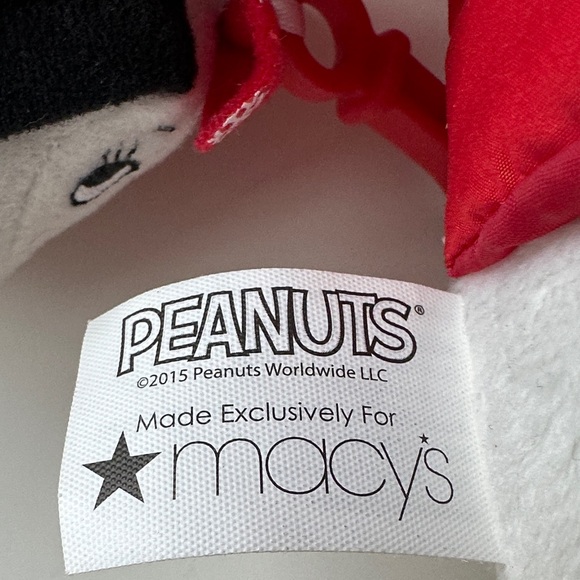 PEANUTS®
©2015 Peanuts Worldwide LLC
Made Exclusively For
★macy's